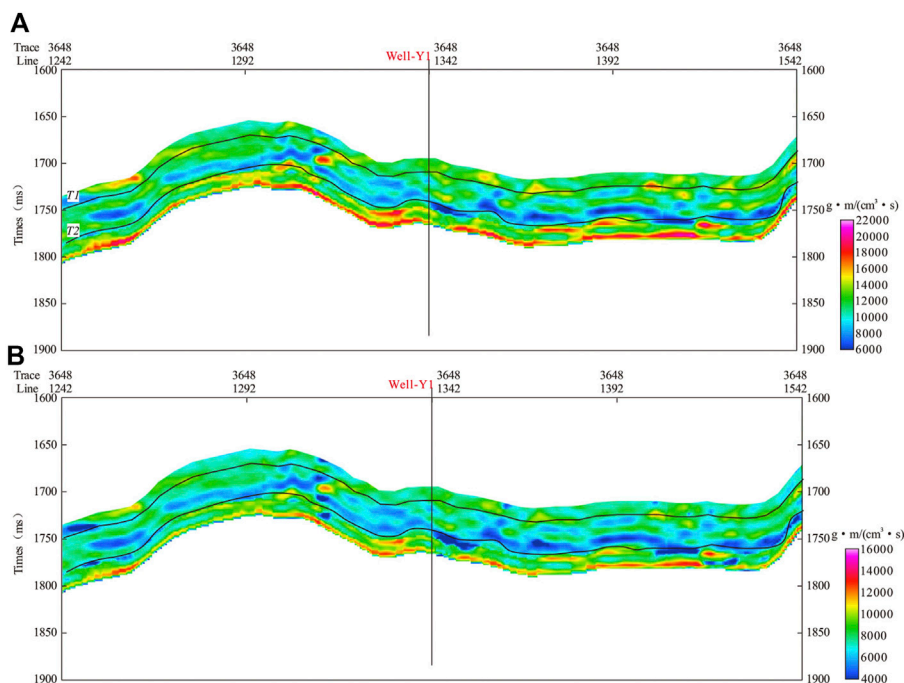 A
Trace 3648 3648 3648 3648 3648
Line 1242 1292 Well-Y1 1342 1392 1542
1600 1600
1650 1650
1700 1700
1750 1750
1800 1800
1850 1850
1900 1900
Times (ms)
T1
T2
g·m/(cm³·s)
22000
20000
18000
16000
14000
12000
10000
8000
6000
B
Trace 3648 3648 3648 3648 3648
Line 1242 1292 Well-Y1 1342 1392 1542
1600 1600
1650 1650
1700 1700
1750 1750
1800 1800
1850 1850
1900 1900
Times (ms)
T1
T2
g·m/(cm³·s)
16000
14000
12000
10000
8000
6000
4000